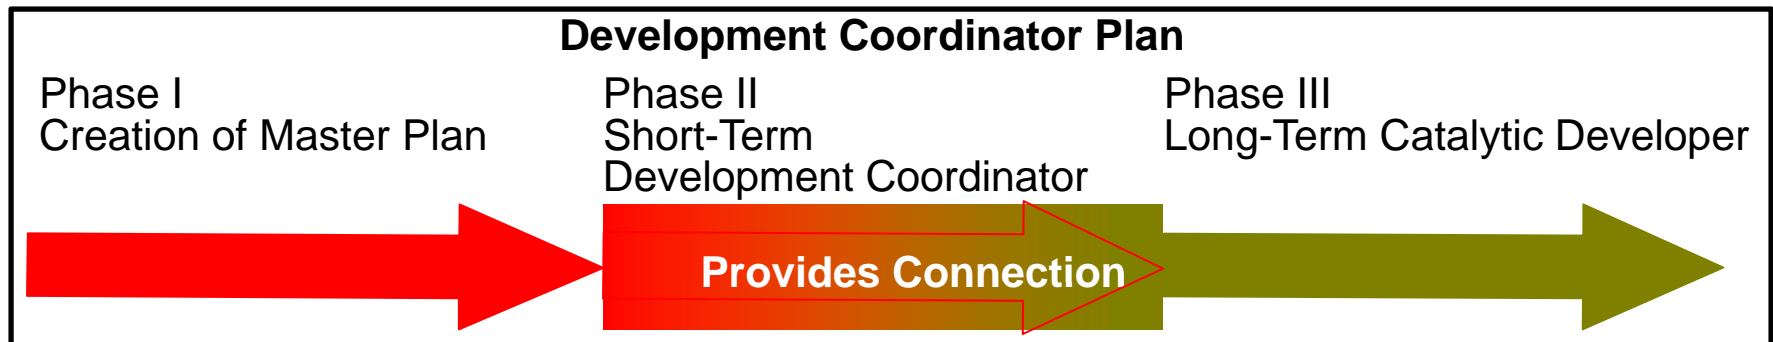 Development Coordinator Plan
Phase I
Creation of Master Plan
Phase II
Short-Term
Development Coordinator
Phase III
Long-Term Catalytic Developer
Provides Connection